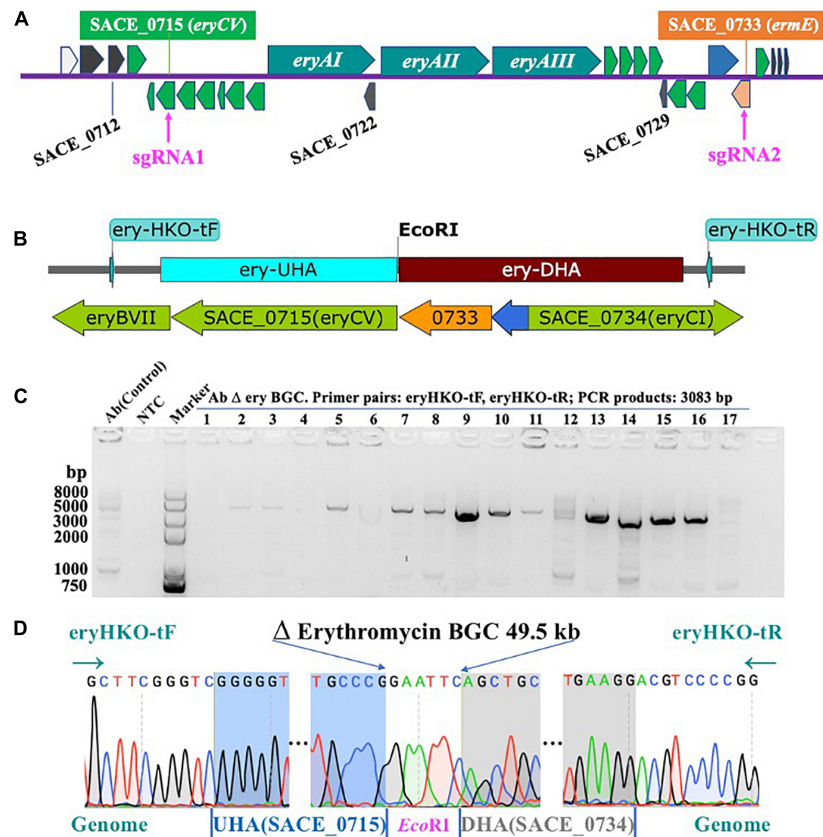 A
SACE_0715 (eryCV)
SACE_0733 (ermE)
eryAI
eryAII
eryAIII
SACE_0712
SACE_0722
SACE_0729
sgRNA1
sgRNA2
B
ery-HKO-tF
EcoRI
ery-HKO-tR
ery-UHA
ery-DHA
eryBVII
SACE_0715(eryCV)
0733
SACE_0734(eryCI)
C
Ab(Control)
NTC
Marker
Ab Δ ery BGC. Primer pairs: eryHKO-tF, eryHKO-tR; PCR products: 3083 bp
1 2 3 4 5 6 7 8 9 10 11 12 13 14 15 16 17
bp
8000
5000
3000
2000
1000
750
D
eryHKO-tF
Δ Erythromycin BGC 49.5 kb
eryHKO-tR
GCTTCGGGTCGGGGGT
TGCCCGGAATTCAGCTGC
TGAAGGACGTCCCCGG
... ...
Genome
UHA(SACE_0715)
EcoRI
DHA(SACE_0734)
Genome